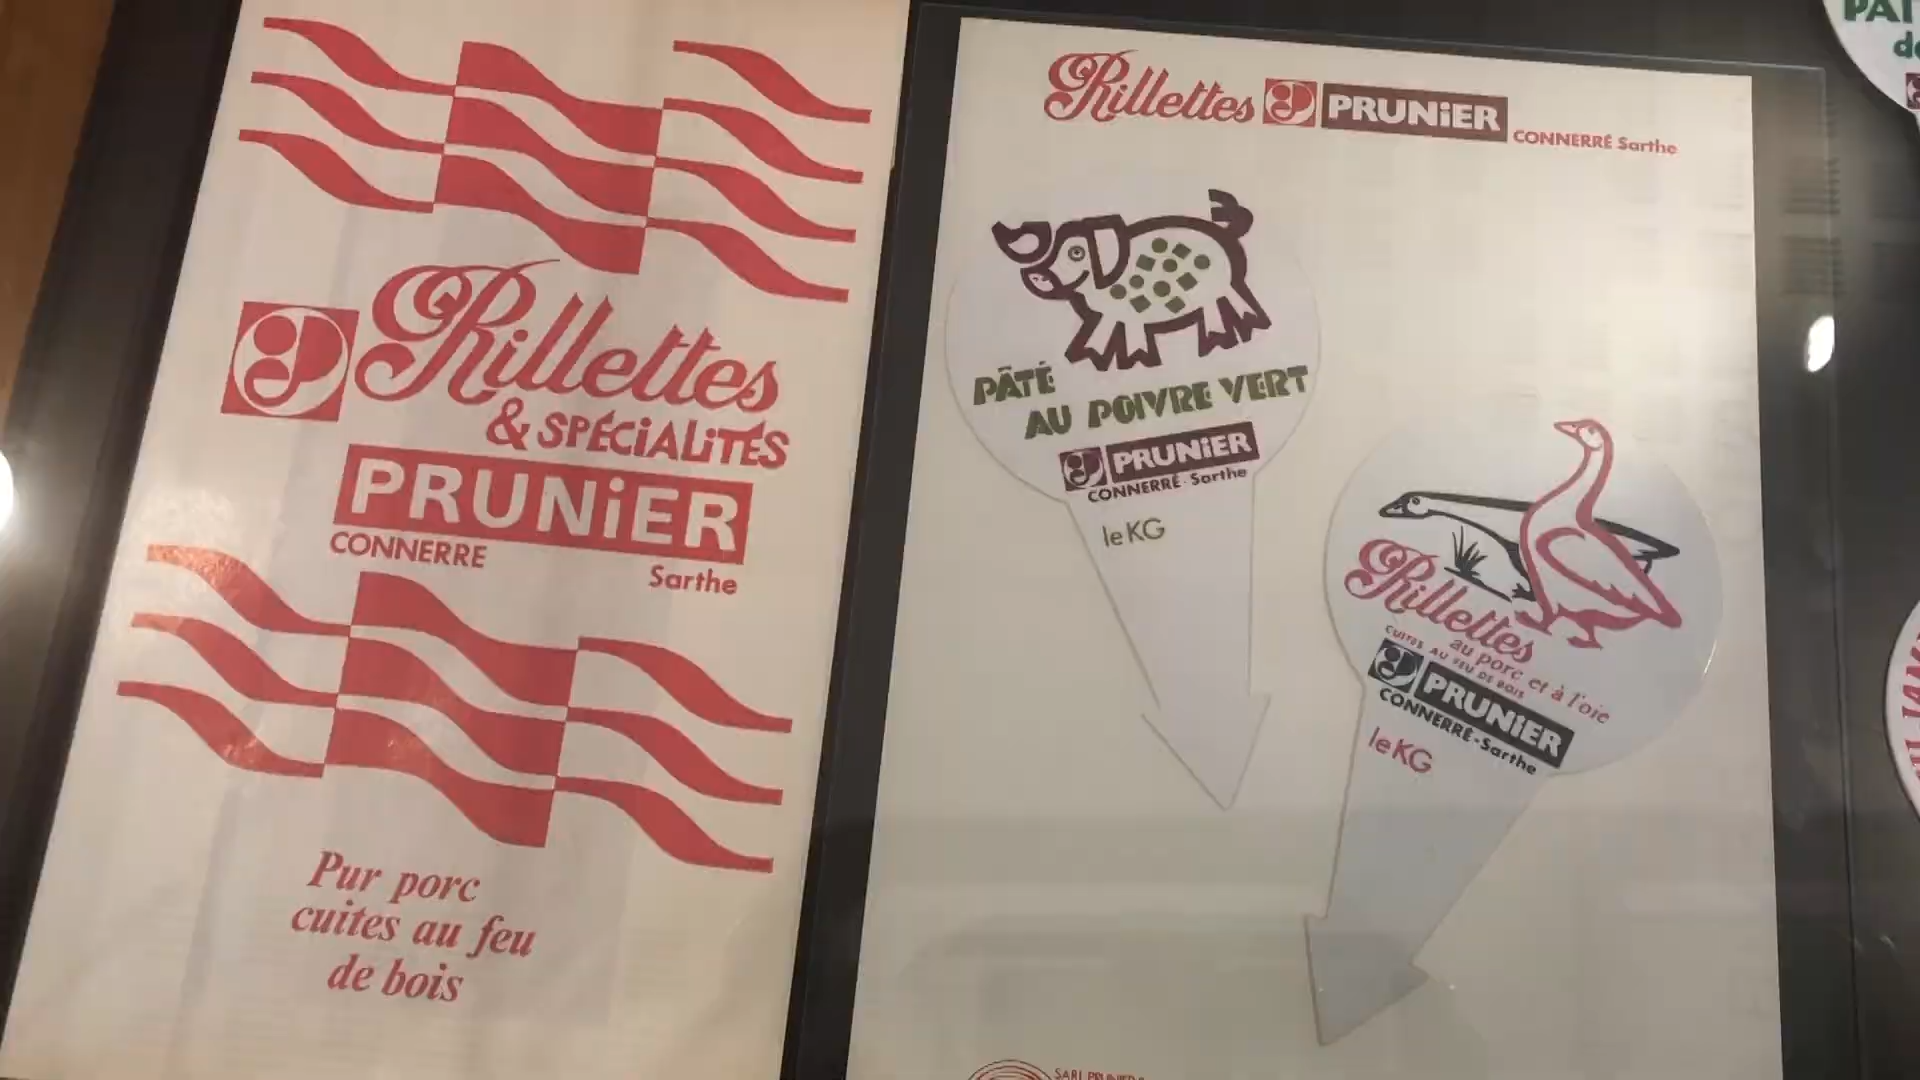 Rillettes
& SPÉCiALiTÉS
PRUNiER
CONNERRE
Sarthe
Pur porc
cuites au feu
de bois
Rillettes PRUNiER CONNERRÉ Sarthe
PÂTÉ
AU POIVRE VERT
PRUNiER
CONNERRÉ - Sarthe
le KG
Rillettes
au porc et à l'oie
CUITES AU FEU DE BOIS
PRUNiER
CONNERRÉ-Sarthe
le KG
SARL PRUNIER